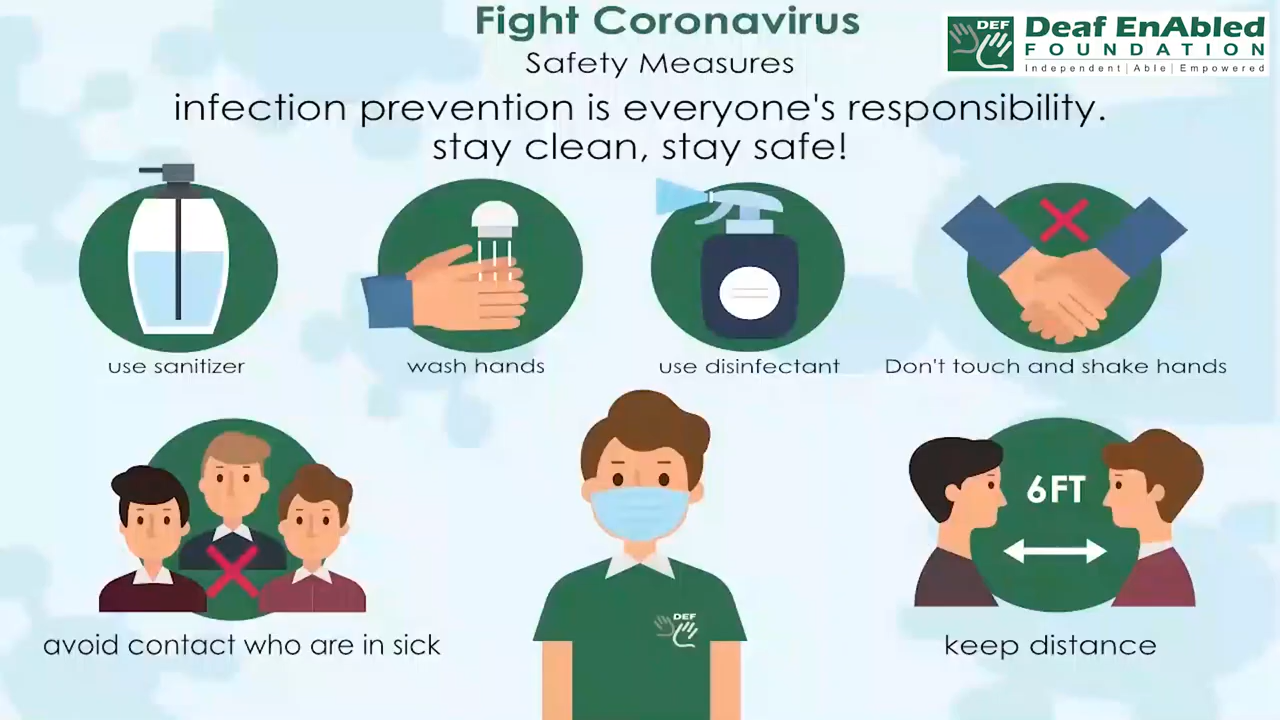 Fight Coronavirus
Safety Measures
infection prevention is everyone's responsibility.
stay clean, stay safe!
DEF
Deaf EnAbled
FOUNDATION
Independent | Able | Empowered
use sanitizer
wash hands
use disinfectant
Don't touch and shake hands
6FT
DEF
avoid contact who are in sick
keep distance